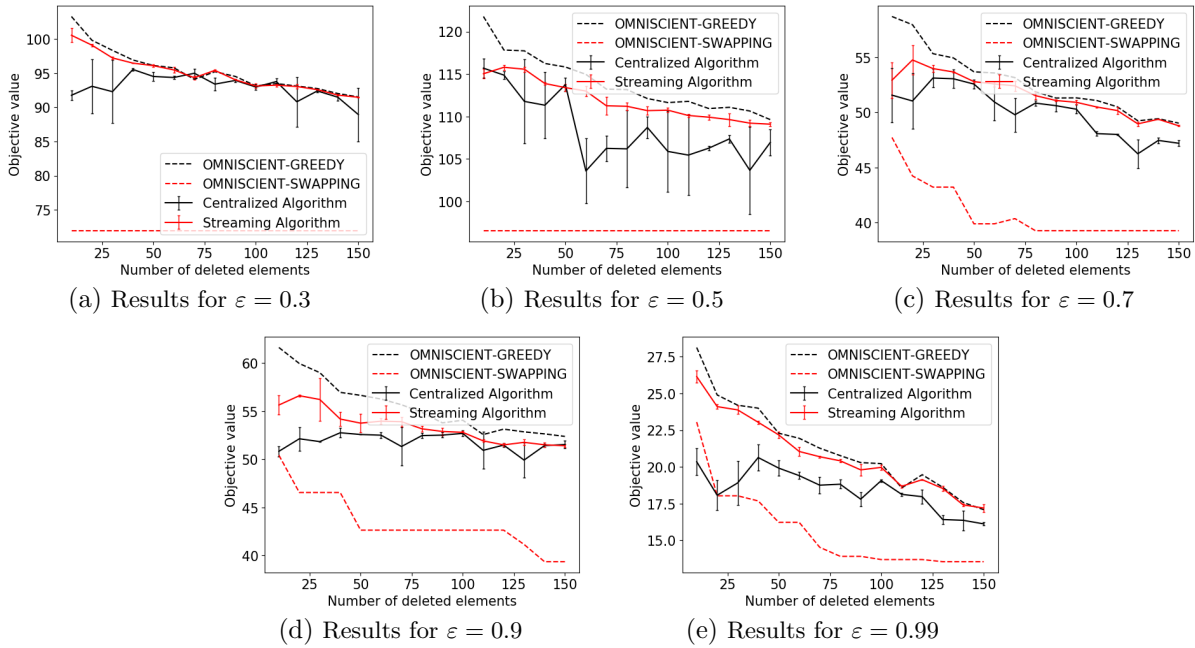 OMNISCIENT-GREEDY
OMNISCIENT-SWAPPING
Centralized Algorithm
Streaming Algorithm
Objective value
100
95
90
85
80
75
25
50
75
100
125
150
Number of deleted elements
(a) Results for ε = 0.3
OMNISCIENT-GREEDY
OMNISCIENT-SWAPPING
Centralized Algorithm
Streaming Algorithm
Objective value
120
115
110
105
100
25
50
75
100
125
150
Number of deleted elements
(b) Results for ε = 0.5
OMNISCIENT-GREEDY
OMNISCIENT-SWAPPING
Centralized Algorithm
Streaming Algorithm
Objective value
55
50
45
40
25
50
75
100
125
150
Number of deleted elements
(c) Results for ε = 0.7
OMNISCIENT-GREEDY
OMNISCIENT-SWAPPING
Centralized Algorithm
Streaming Algorithm
Objective value
60
55
50
45
40
25
50
75
100
125
150
Number of deleted elements
(d) Results for ε = 0.9
OMNISCIENT-GREEDY
OMNISCIENT-SWAPPING
Centralized Algorithm
Streaming Algorithm
Objective value
27.5
25.0
22.5
20.0
17.5
15.0
25
50
75
100
125
150
Number of deleted elements
(e) Results for ε = 0.99